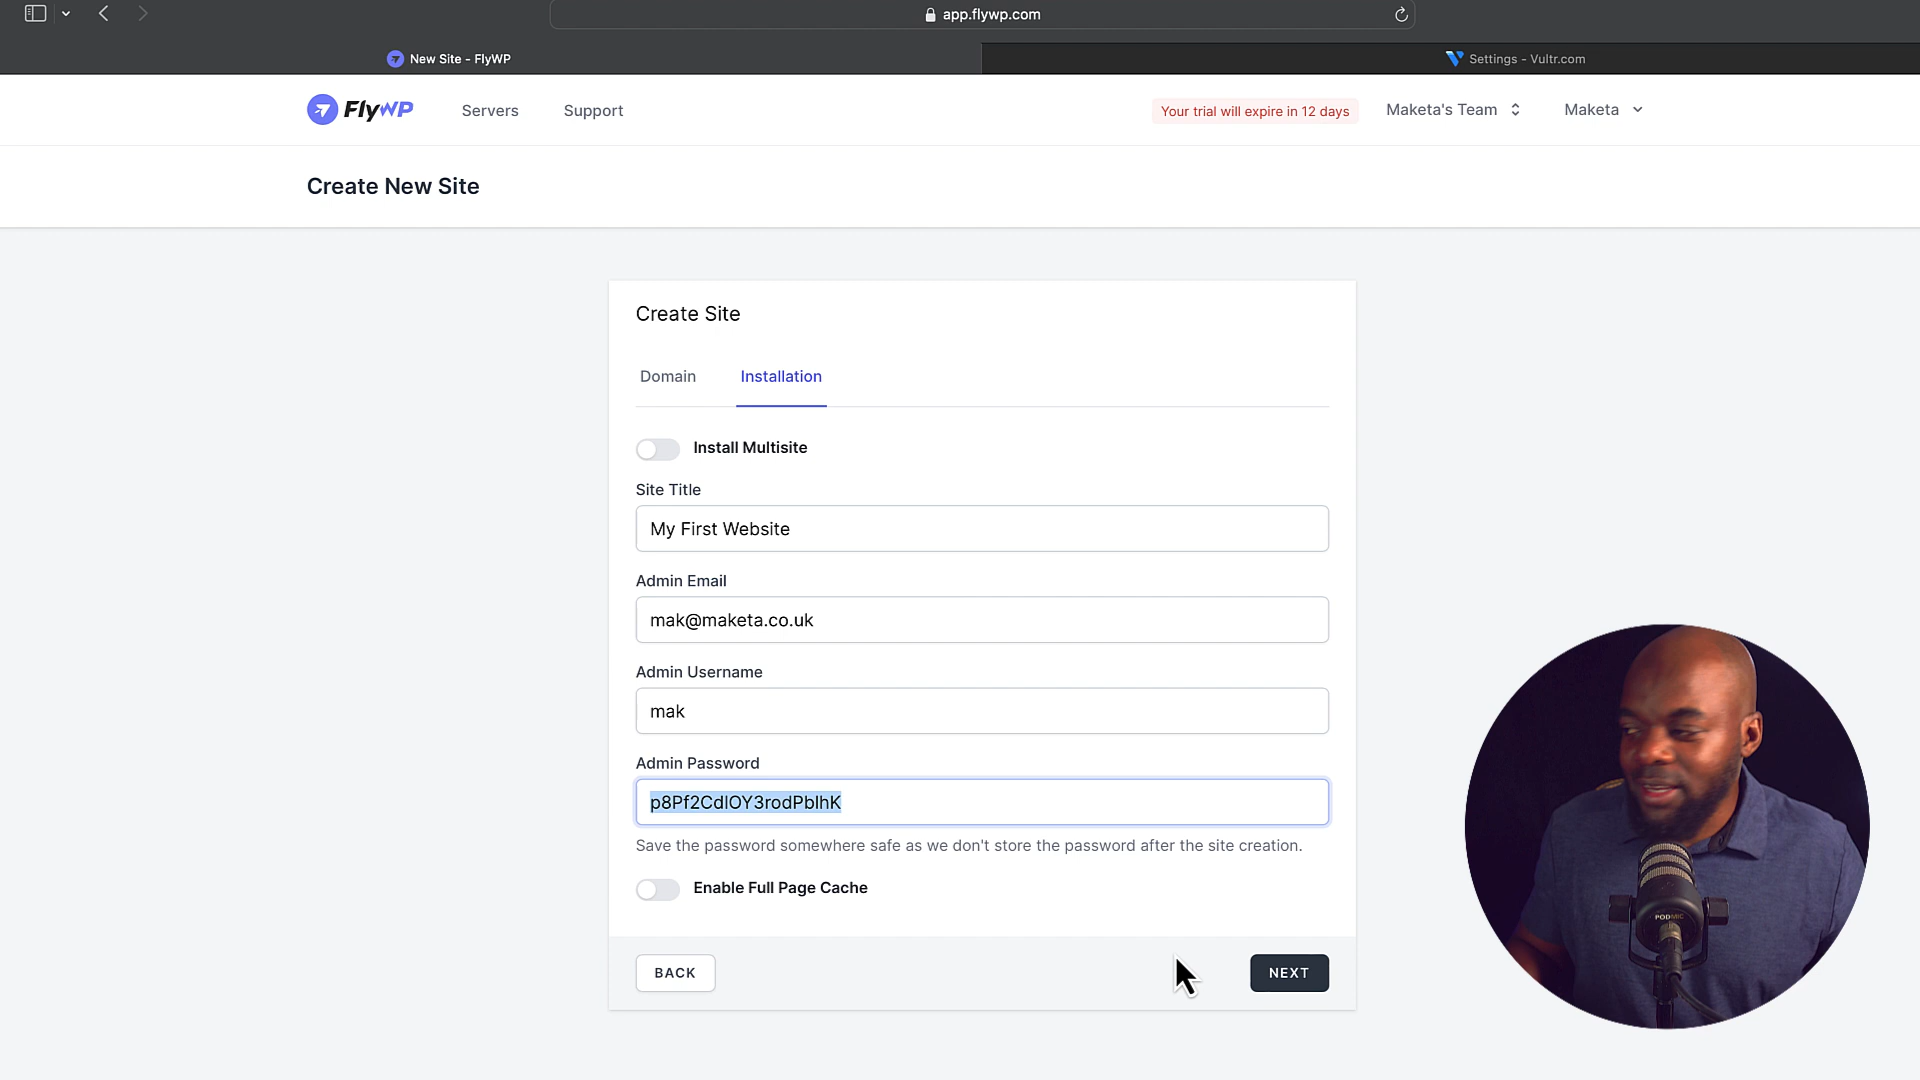 app.flywp.com
New Site - FlyWP
Settings - Vultr.com
FlyWP
Servers
Support
Your trial will expire in 12 days
Maketa's Team
Maketa
Create New Site
Create Site
Domain
Installation
Install Multisite
Site Title
My First Website
Admin Email
mak@maketa.co.uk
Admin Username
mak
Admin Password
p8Pf2CdlOY3rodPblhK
Save the password somewhere safe as we don't store the password after the site creation.
Enable Full Page Cache
BACK
NEXT
PODMIC